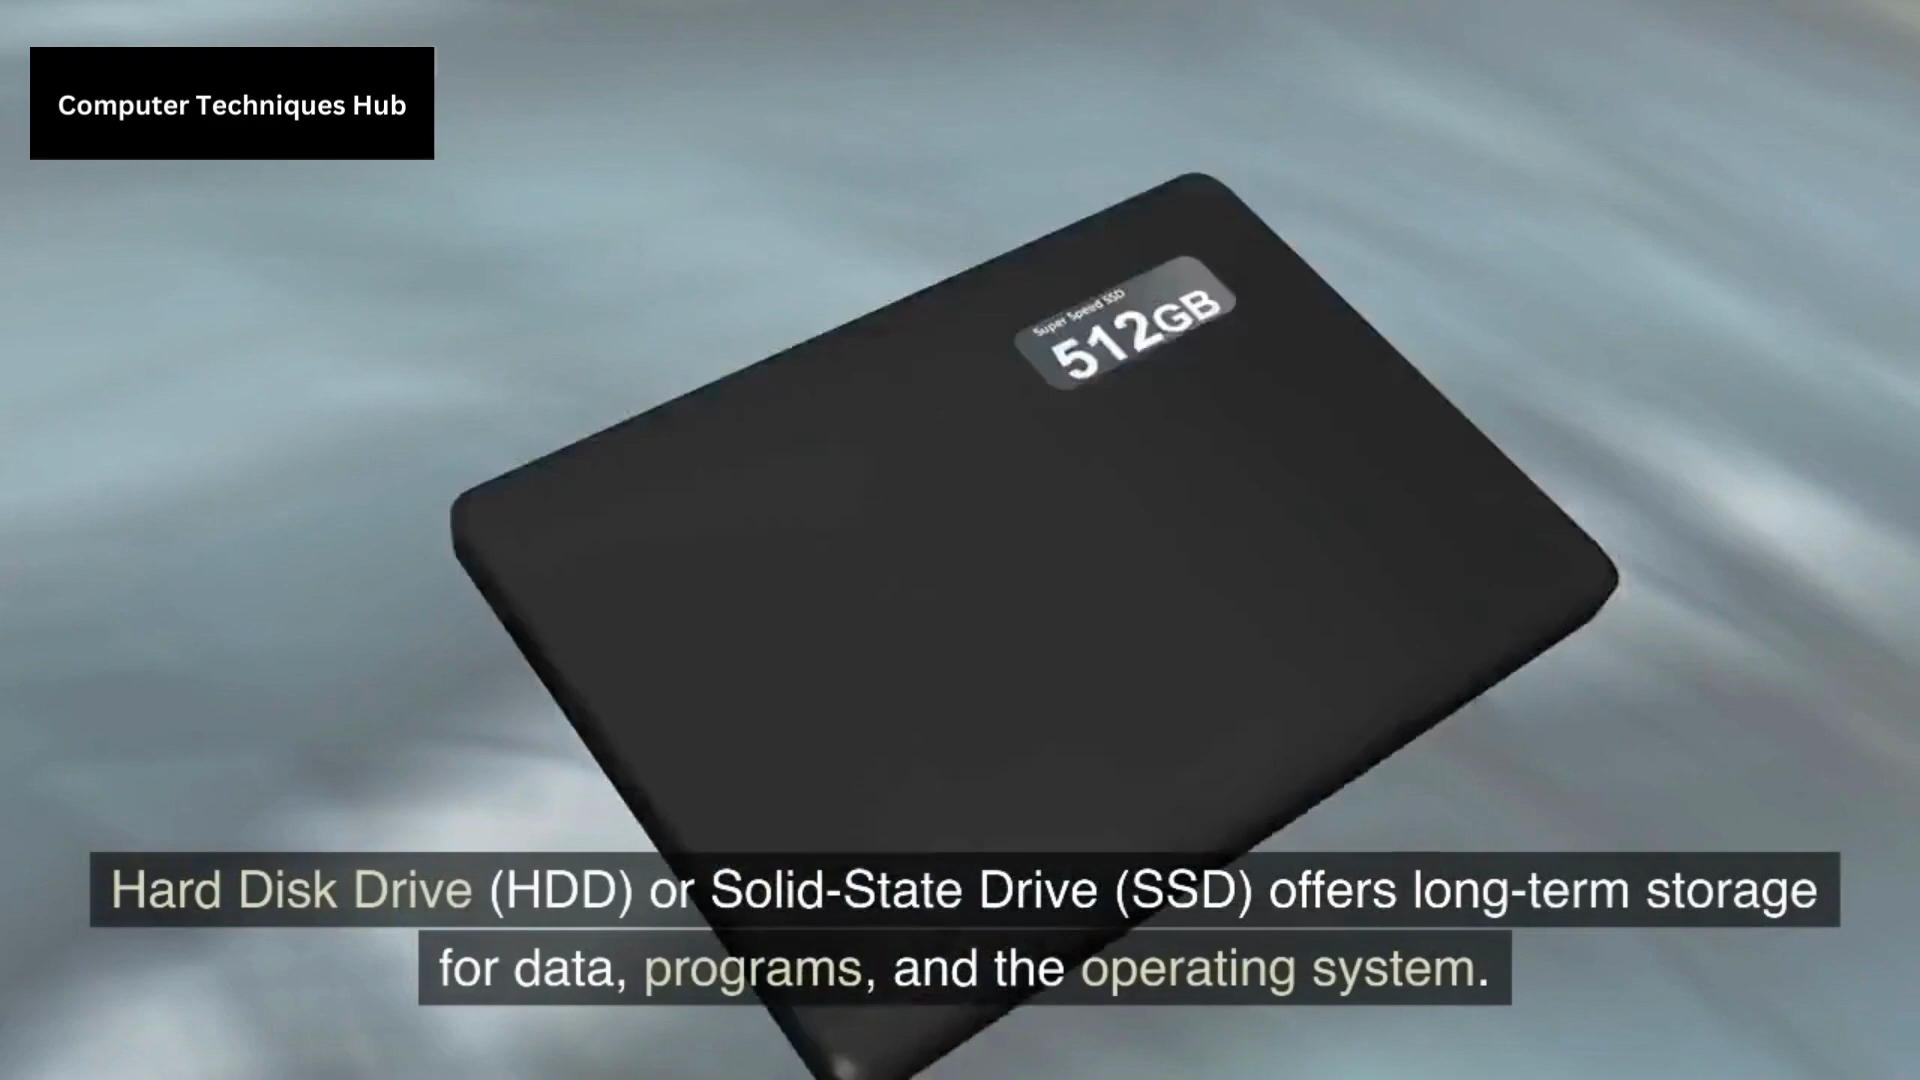 Computer Techniques Hub
Super Speed SSD
512GB
Hard Disk Drive (HDD) or Solid-State Drive (SSD) offers long-term storage
for data, programs, and the operating system.